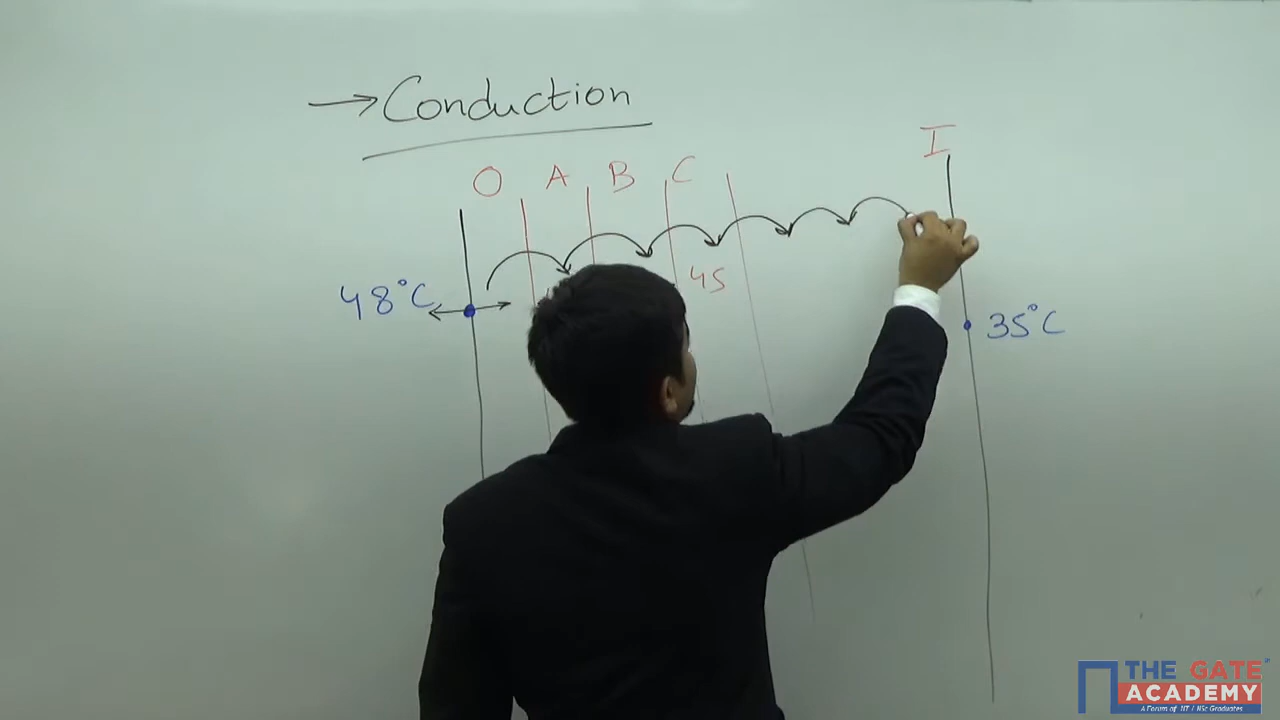 → Conduction
O A B C I
48°C 45 35°C
THE GATE
ACADEMY
A Forum of IIT / IISc Graduates